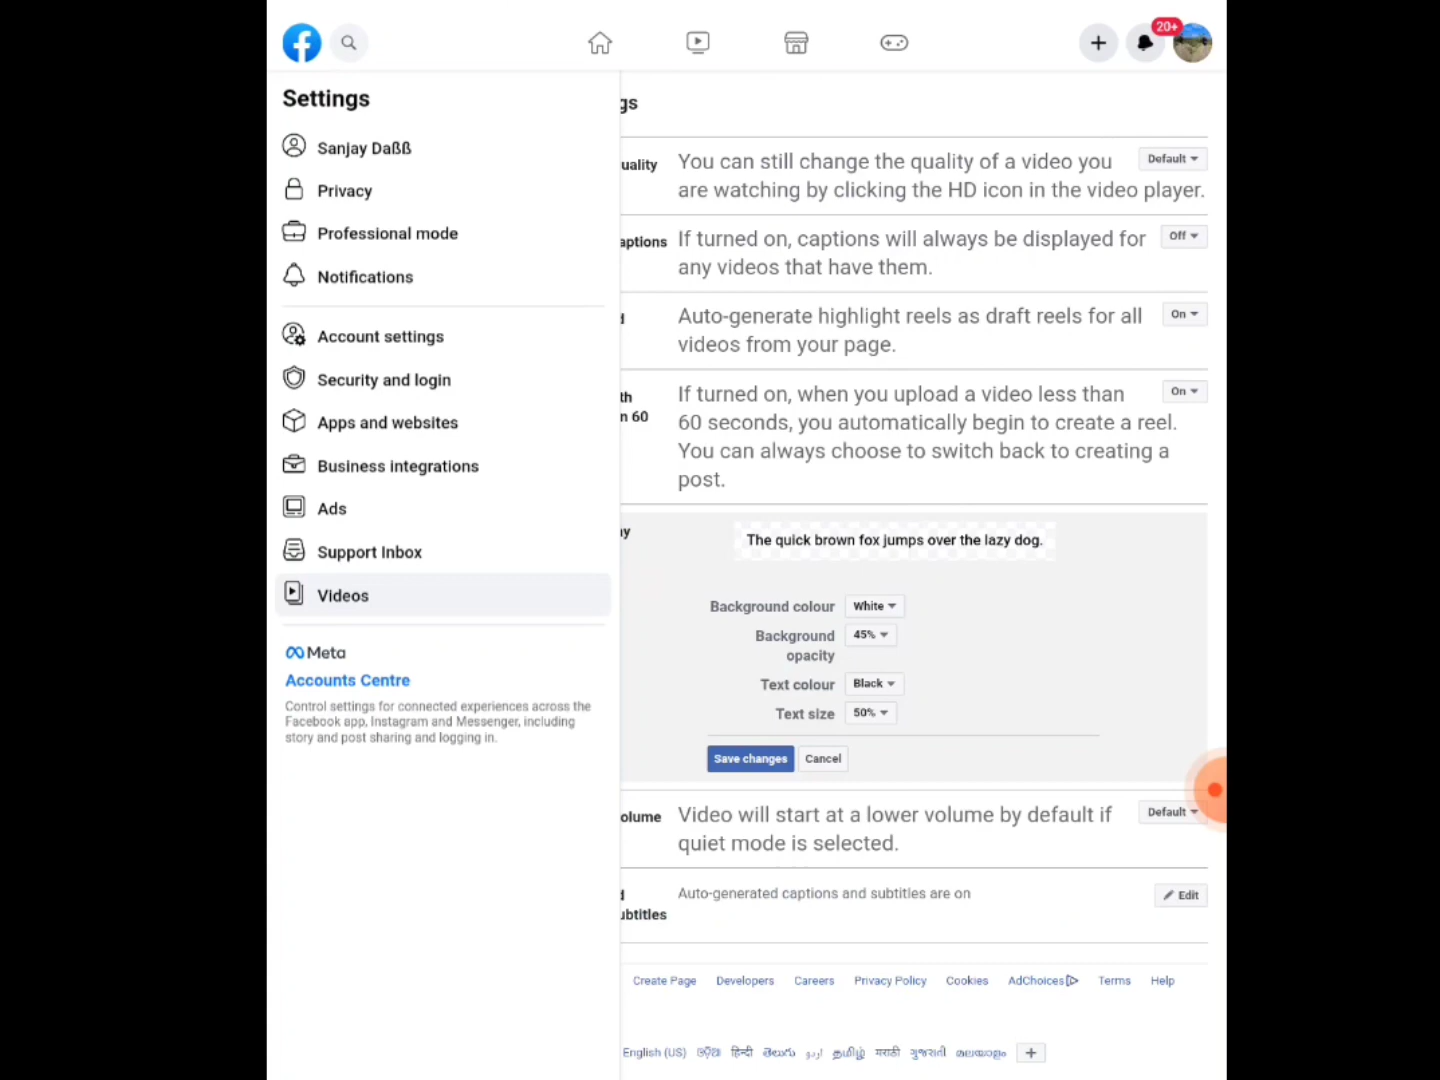 20+
Settings
Sanjay Daßß
Privacy
Professional mode
Notifications
Account settings
Security and login
Apps and websites
Business integrations
Ads
Support Inbox
Videos
Meta
Accounts Centre
Control settings for connected experiences across the
Facebook app, Instagram and Messenger, including
story and post sharing and logging in.
gs
uality
You can still change the quality of a video you
are watching by clicking the HD icon in the video player.
Default
aptions
If turned on, captions will always be displayed for
any videos that have them.
Off
d
Auto-generate highlight reels as draft reels for all
videos from your page.
On
th
n 60
If turned on, when you upload a video less than
60 seconds, you automatically begin to create a reel.
You can always choose to switch back to creating a
post.
On
ay
The quick brown fox jumps over the lazy dog.
Background colour White
Background 45%
opacity
Text colour Black
Text size 50%
Save changes Cancel
olume
Video will start at a lower volume by default if
quiet mode is selected.
Default
d
ubtitles
Auto-generated captions and subtitles are on
Edit
Create Page Developers Careers Privacy Policy Cookies AdChoices Terms Help
English (US) ଓଡ଼ିଆ हिन्दी తెలుగు اردو தமிழ் मराठी ગુજરાતી മലയാളം +